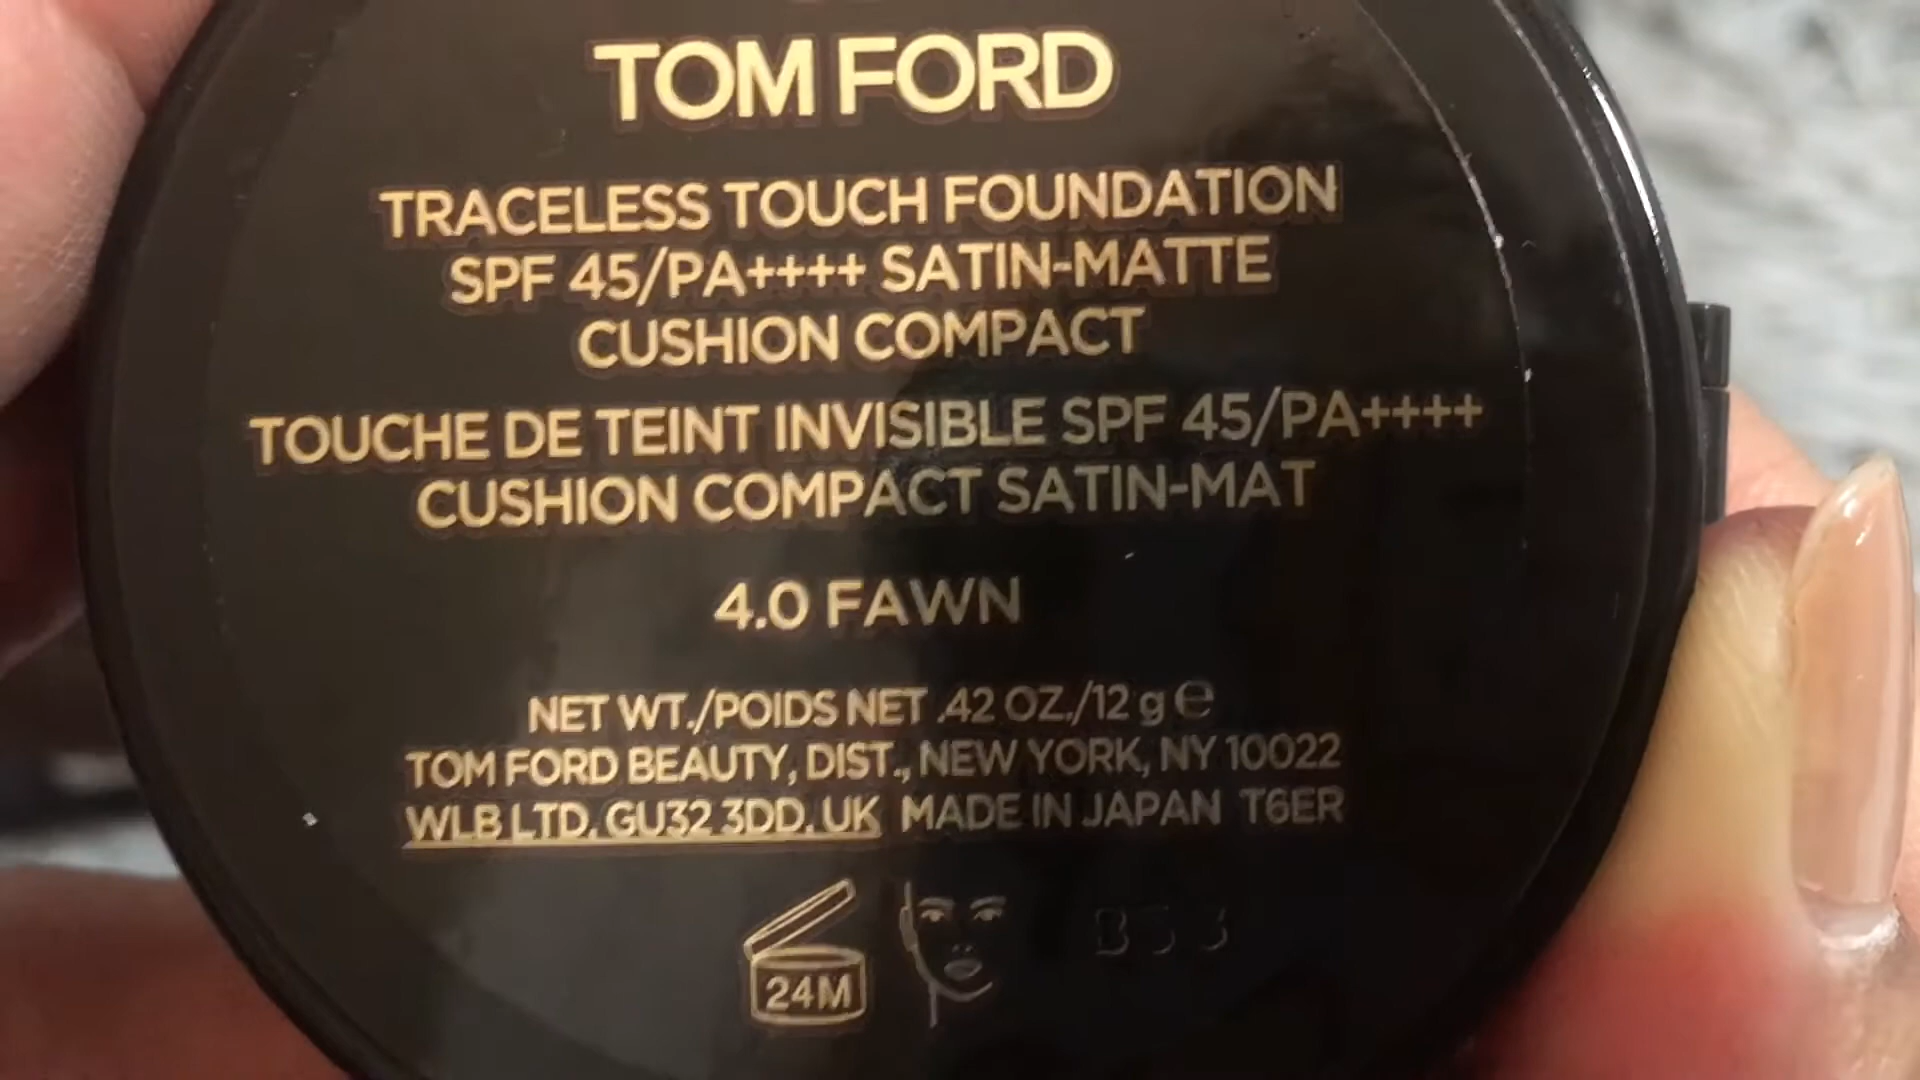 TOM FORD
TRACELESS TOUCH FOUNDATION
SPF 45/PA++++ SATIN-MATTE
CUSHION COMPACT
TOUCHE DE TEINT INVISIBLE SPF 45/PA++++
CUSHION COMPACT SATIN-MAT
4.0 FAWN
NET WT./POIDS NET .42 OZ./12 g ℮
TOM FORD BEAUTY, DIST., NEW YORK, NY 10022
WLB LTD, GU32 3DD, UK MADE IN JAPAN T6ER
24M
B53